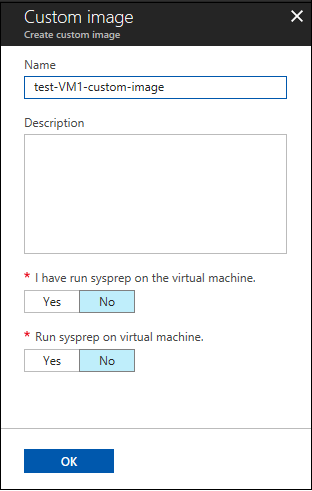 Custom image
Create custom image
Name
test-VM1-custom-image
Description
* I have run sysprep on the virtual machine.
Yes No
* Run sysprep on virtual machine.
Yes No
OK